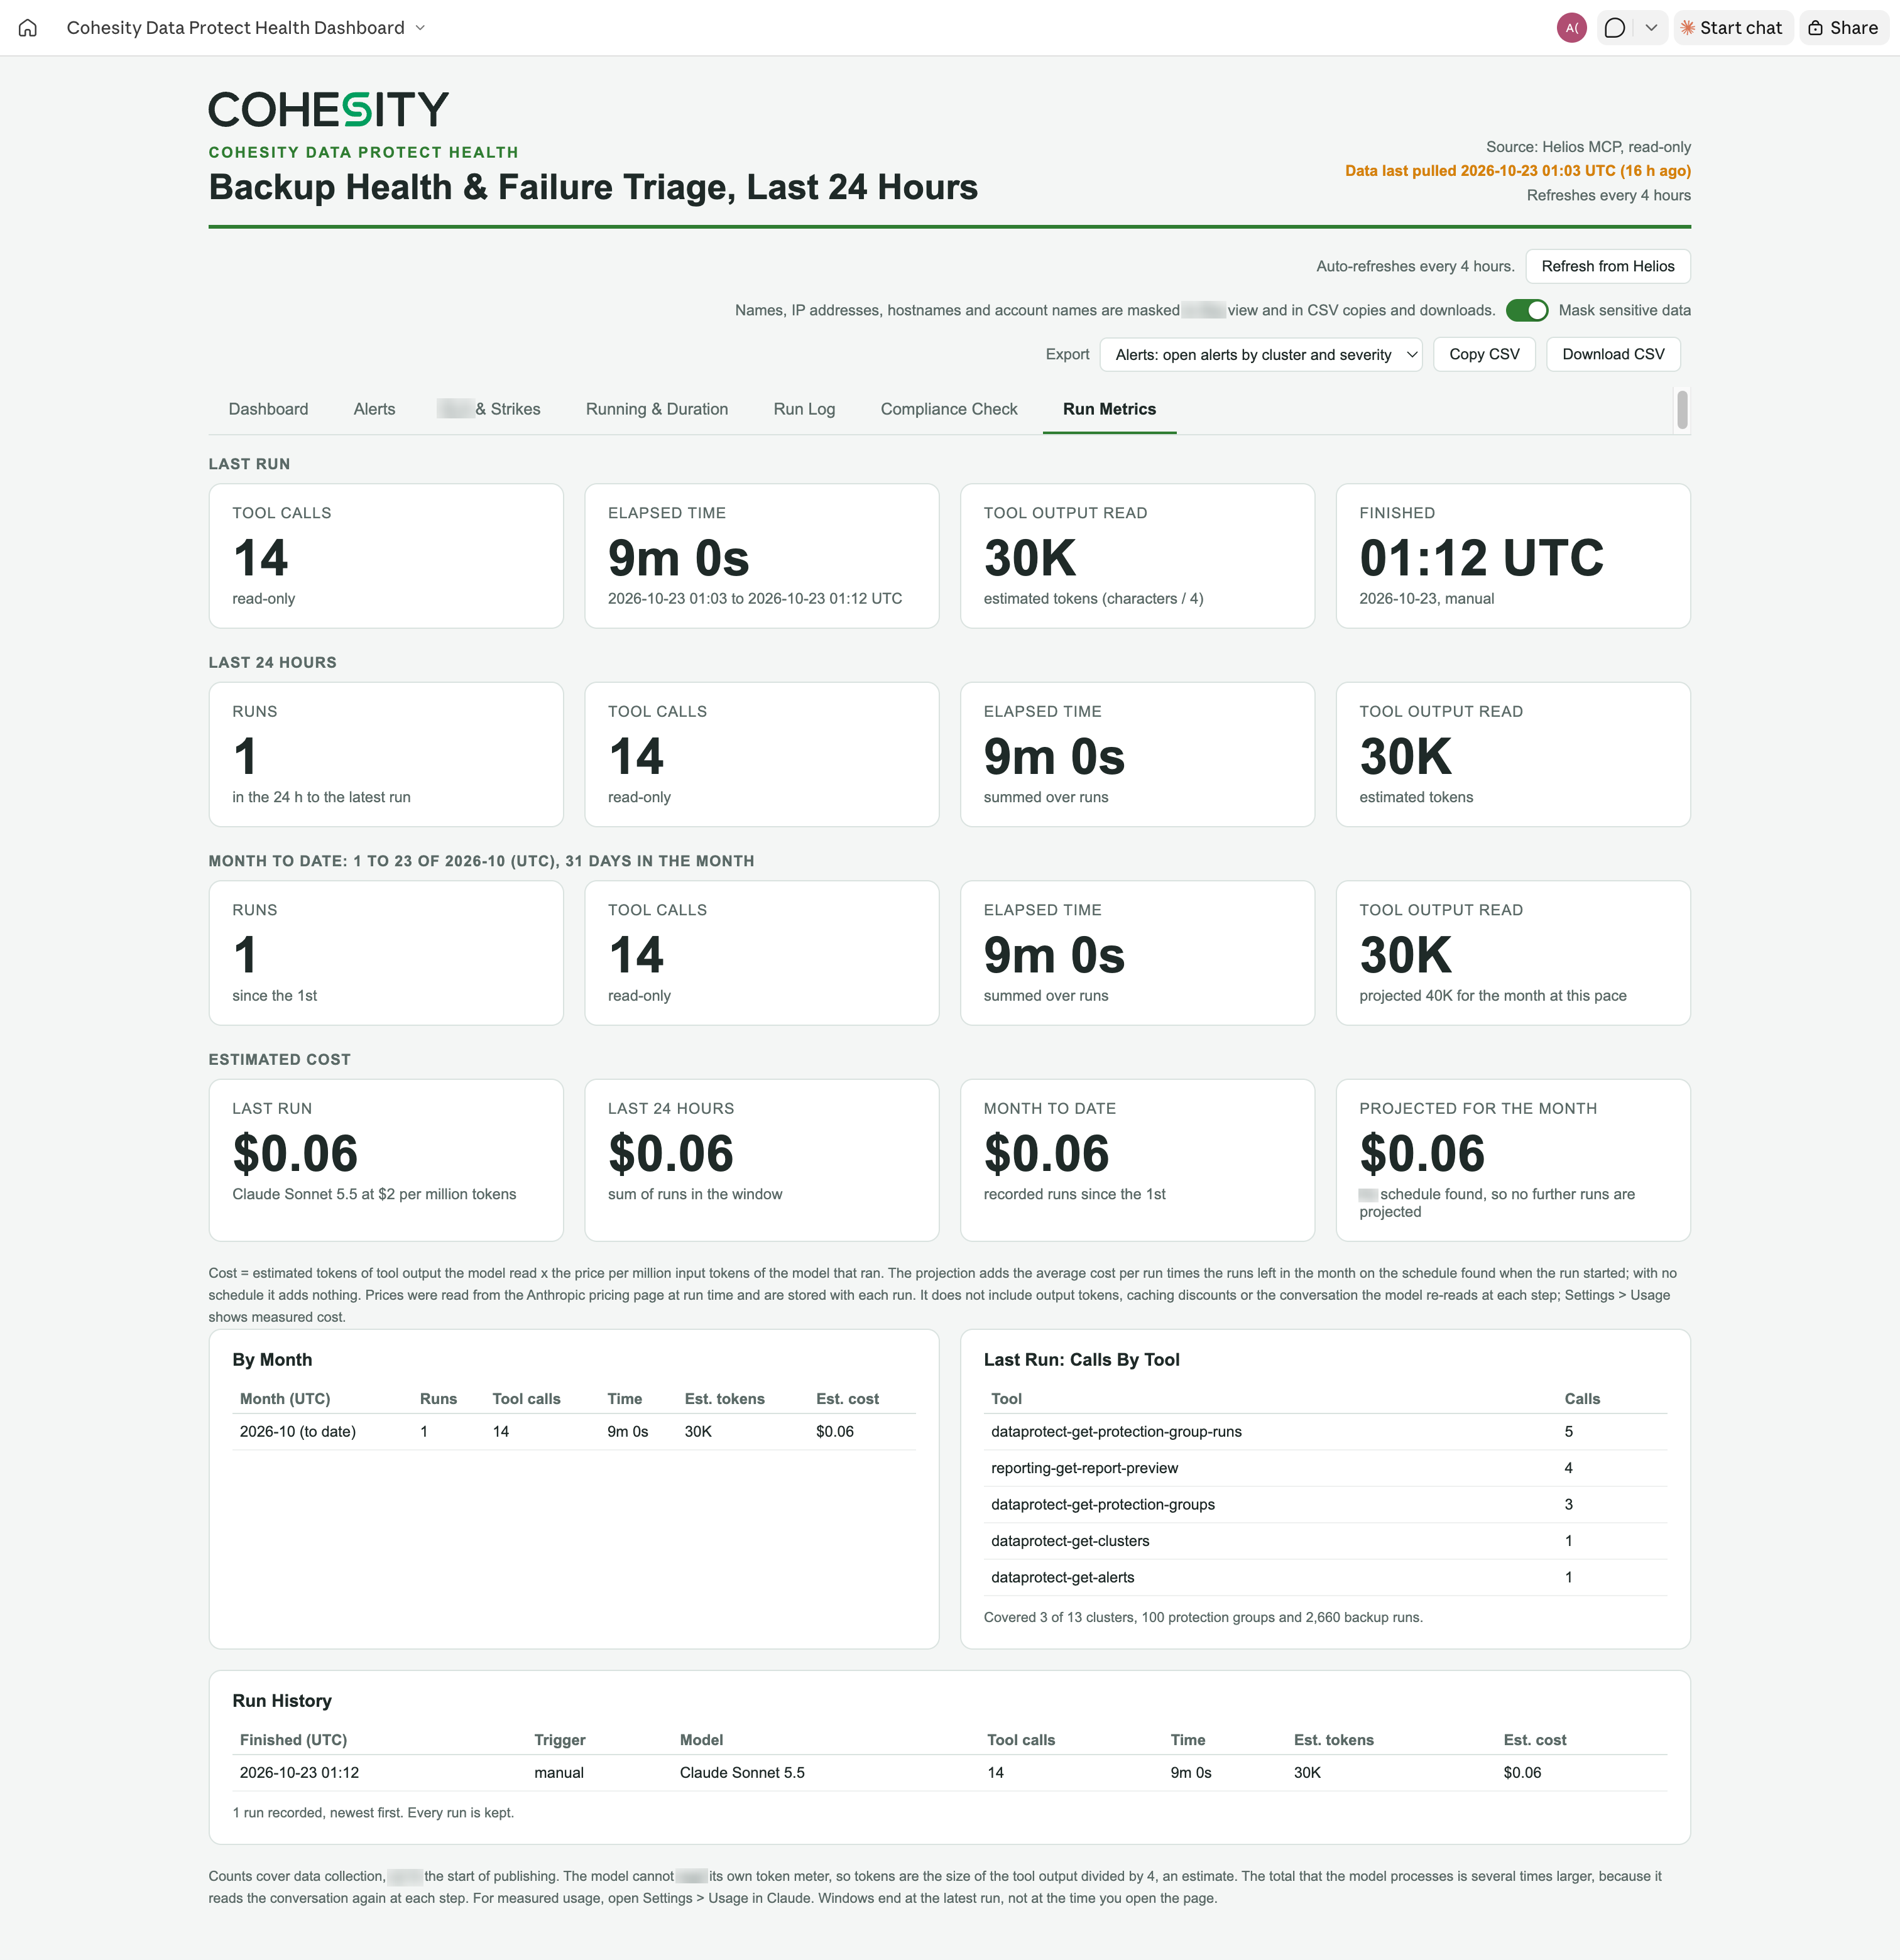 Cohesity Data Protect Health Dashboard
A(
Start chat
Share
COHESITY
COHESITY DATA PROTECT HEALTH
Backup Health & Failure Triage, Last 24 Hours
Source: Helios MCP, read-only
Data last pulled 2026-10-23 01:03 UTC (16 h ago)
Refreshes every 4 hours
Auto-refreshes every 4 hours.
Refresh from Helios
Names, IP addresses, hostnames and account names are masked view and in CSV copies and downloads.
Mask sensitive data
Export
Alerts: open alerts by cluster and severity
Copy CSV
Download CSV
Dashboard
Alerts
& Strikes
Running & Duration
Run Log
Compliance Check
Run Metrics
LAST RUN
TOOL CALLS
14
read-only
ELAPSED TIME
9m 0s
2026-10-23 01:03 to 2026-10-23 01:12 UTC
TOOL OUTPUT READ
30K
estimated tokens (characters / 4)
FINISHED
01:12 UTC
2026-10-23, manual
LAST 24 HOURS
RUNS
1
in the 24 h to the latest run
TOOL CALLS
14
read-only
ELAPSED TIME
9m 0s
summed over runs
TOOL OUTPUT READ
30K
estimated tokens
MONTH TO DATE: 1 TO 23 OF 2026-10 (UTC), 31 DAYS IN THE MONTH
RUNS
1
since the 1st
TOOL CALLS
14
read-only
ELAPSED TIME
9m 0s
summed over runs
TOOL OUTPUT READ
30K
projected 40K for the month at this pace
ESTIMATED COST
LAST RUN
$0.06
Claude Sonnet 5.5 at $2 per million tokens
LAST 24 HOURS
$0.06
sum of runs in the window
MONTH TO DATE
$0.06
recorded runs since the 1st
PROJECTED FOR THE MONTH
$0.06
schedule found, so no further runs are
projected
Cost = estimated tokens of tool output the model read x the price per million input tokens of the model that ran. The projection adds the average cost per run times the runs left in the month on the schedule found when the run started; with no
schedule it adds nothing. Prices were read from the Anthropic pricing page at run time and are stored with each run. It does not include output tokens, caching discounts or the conversation the model re-reads at each step; Settings > Usage
shows measured cost.
By Month
Month (UTC) Runs Tool calls Time Est. tokens Est. cost
2026-10 (to date) 1 14 9m 0s 30K $0.06
Last Run: Calls By Tool
Tool Calls
dataprotect-get-protection-group-runs 5
reporting-get-report-preview 4
dataprotect-get-protection-groups 3
dataprotect-get-clusters 1
dataprotect-get-alerts 1
Covered 3 of 13 clusters, 100 protection groups and 2,660 backup runs.
Run History
Finished (UTC) Trigger Model Tool calls Time Est. tokens Est. cost
2026-10-23 01:12 manual Claude Sonnet 5.5 14 9m 0s 30K $0.06
1 run recorded, newest first. Every run is kept.
Counts cover data collection, the start of publishing. The model cannot its own token meter, so tokens are the size of the tool output divided by 4, an estimate. The total that the model processes is several times larger, because it
reads the conversation again at each step. For measured usage, open Settings > Usage in Claude. Windows end at the latest run, not at the time you open the page.